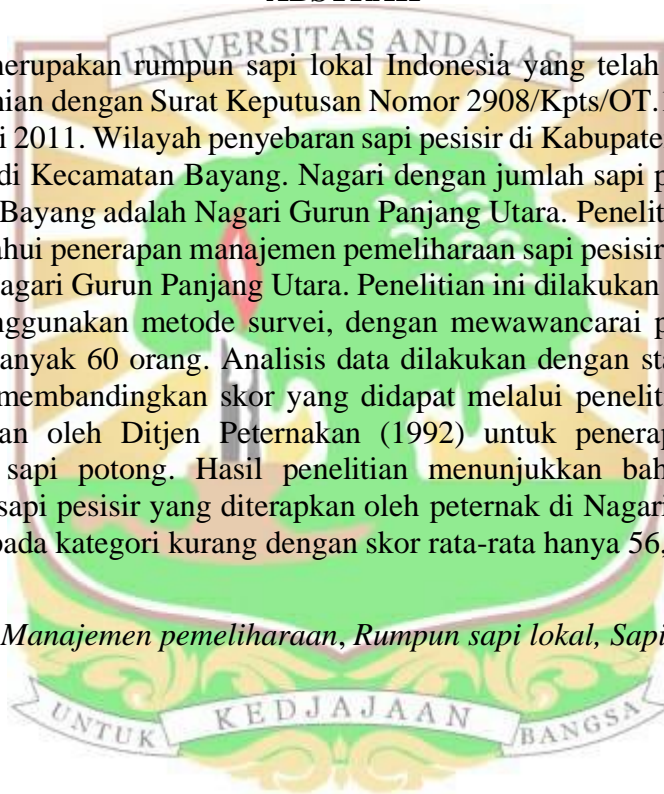 ABSTRAK
UNIVERSITAS ANDALAS
merupakan rumpun sapi lokal Indonesia yang telah
nian dengan Surat Keputusan Nomor 2908/Kpts/OT.
i 2011. Wilayah penyebaran sapi pesisir di Kabupate
di Kecamatan Bayang. Nagari dengan jumlah sapi p
Bayang adalah Nagari Gurun Panjang Utara. Penelit
ahui penerapan manajemen pemeliharaan sapi pesisir
agari Gurun Panjang Utara. Penelitian ini dilakukan
nggunakan metode survei, dengan mewawancarai p
anyak 60 orang. Analisis data dilakukan dengan sta
membandingkan skor yang didapat melalui penelit
an oleh Ditjen Peternakan (1992) untuk penerap
sapi potong. Hasil penelitian menunjukkan bah
sapi pesisir yang diterapkan oleh peternak di Nagari
pada kategori kurang dengan skor rata-rata hanya 56,
Manajemen pemeliharaan, Rumpun sapi lokal, Sapi
UNTUK KEDJAJAAN BANGSA